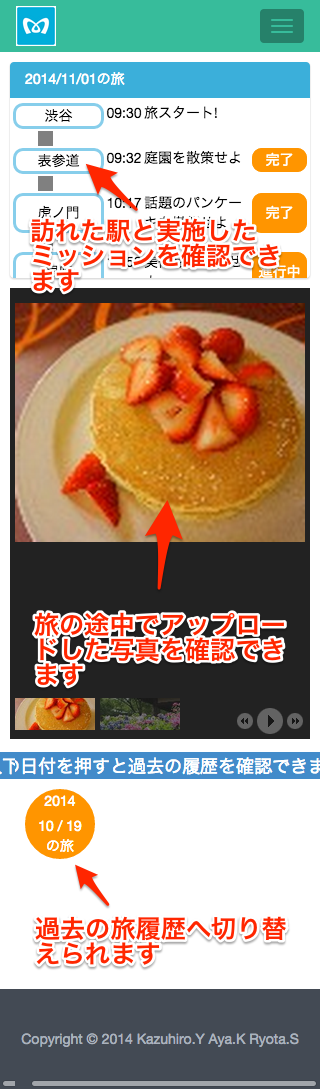 2014/11/01の旅
渋谷
09:30 旅スタート!
表参道
09:32 庭園を散策せよ
完了
虎ノ門
10:17 話題のパンケー
完了
訪れた駅と実施した
ミッションを確認でき
ます
進行中
旅の途中でアップロー
ドした写真を確認でき
ます
下日付を押すと過去の履歴を確認できま
2014
10 / 19
の旅
過去の旅履歴へ切り替
えられます
Copyright © 2014 Kazuhiro.Y Aya.K Ryota.S